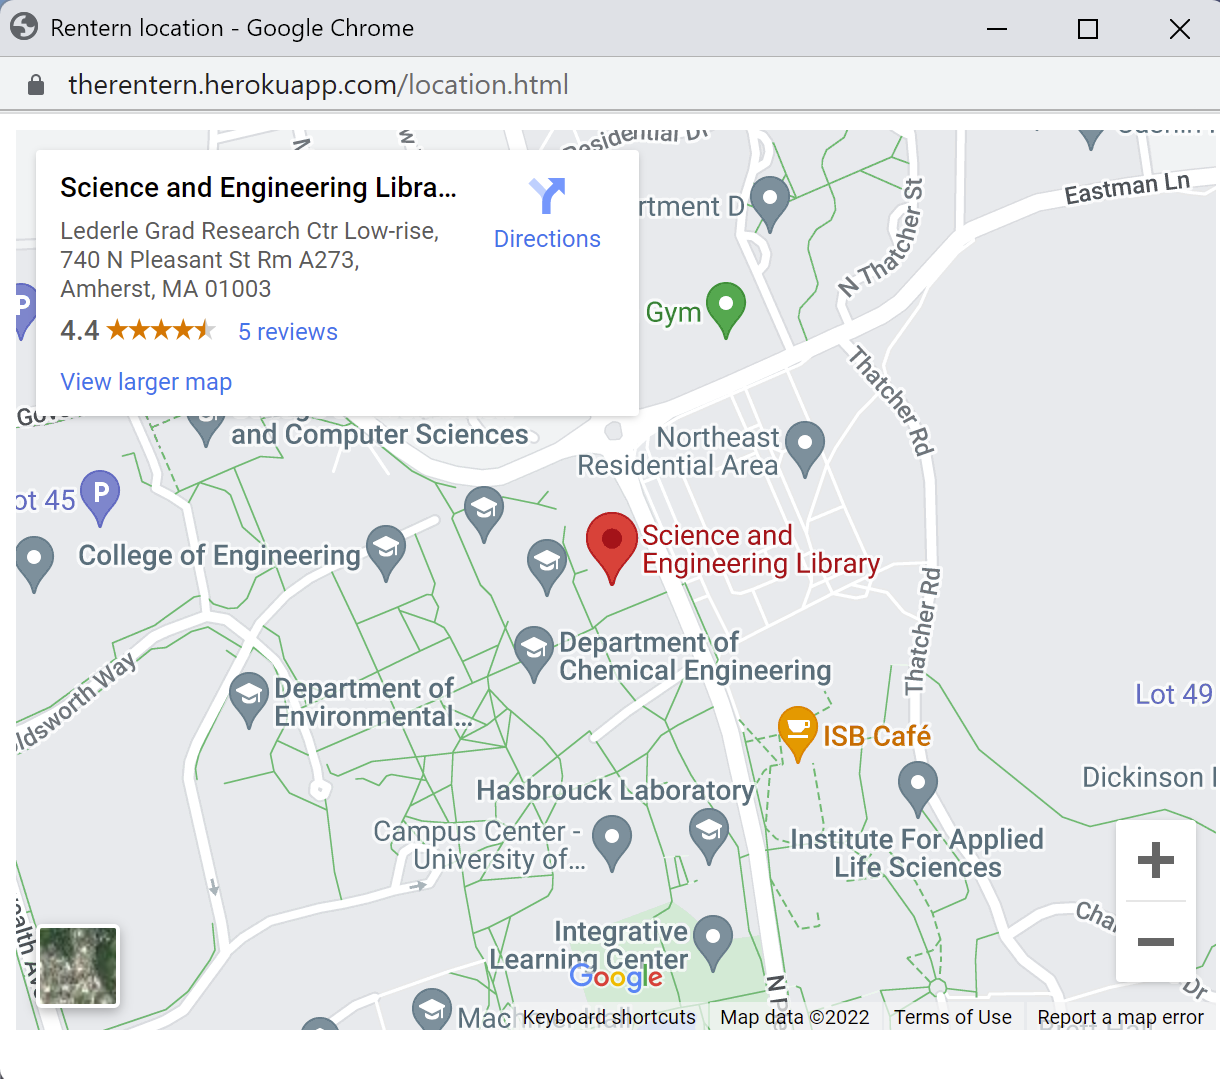 Rentern location - Google Chrome
therentern.herokuapp.com/location.html
Residential Dr
Eastman Ln
Science and Engineering Libra...
Directions
Lederle Grad Research Ctr Low-rise,
740 N Pleasant St Rm A273,
Amherst, MA 01003
4.4
5 reviews
View larger map
rtment D
N Thatcher St
P
Gym
Thatcher Rd
and Computer Sciences
Northeast
Residential Area
ot 45
P
College of Engineering
Science and
Engineering Library
Thatcher Rd
Department of
Chemical Engineering
oldsworth Way
Department of
Environmental...
Lot 49
ISB Café
Dickinson
Hasbrouck Laboratory
Campus Center -
University of...
Institute For Applied
Life Sciences
+
−
Cha
Dr
ealth Av
Integrative
Learning Center
Google
N P
Keyboard shortcuts
Map data ©2022
Terms of Use
Report a map error